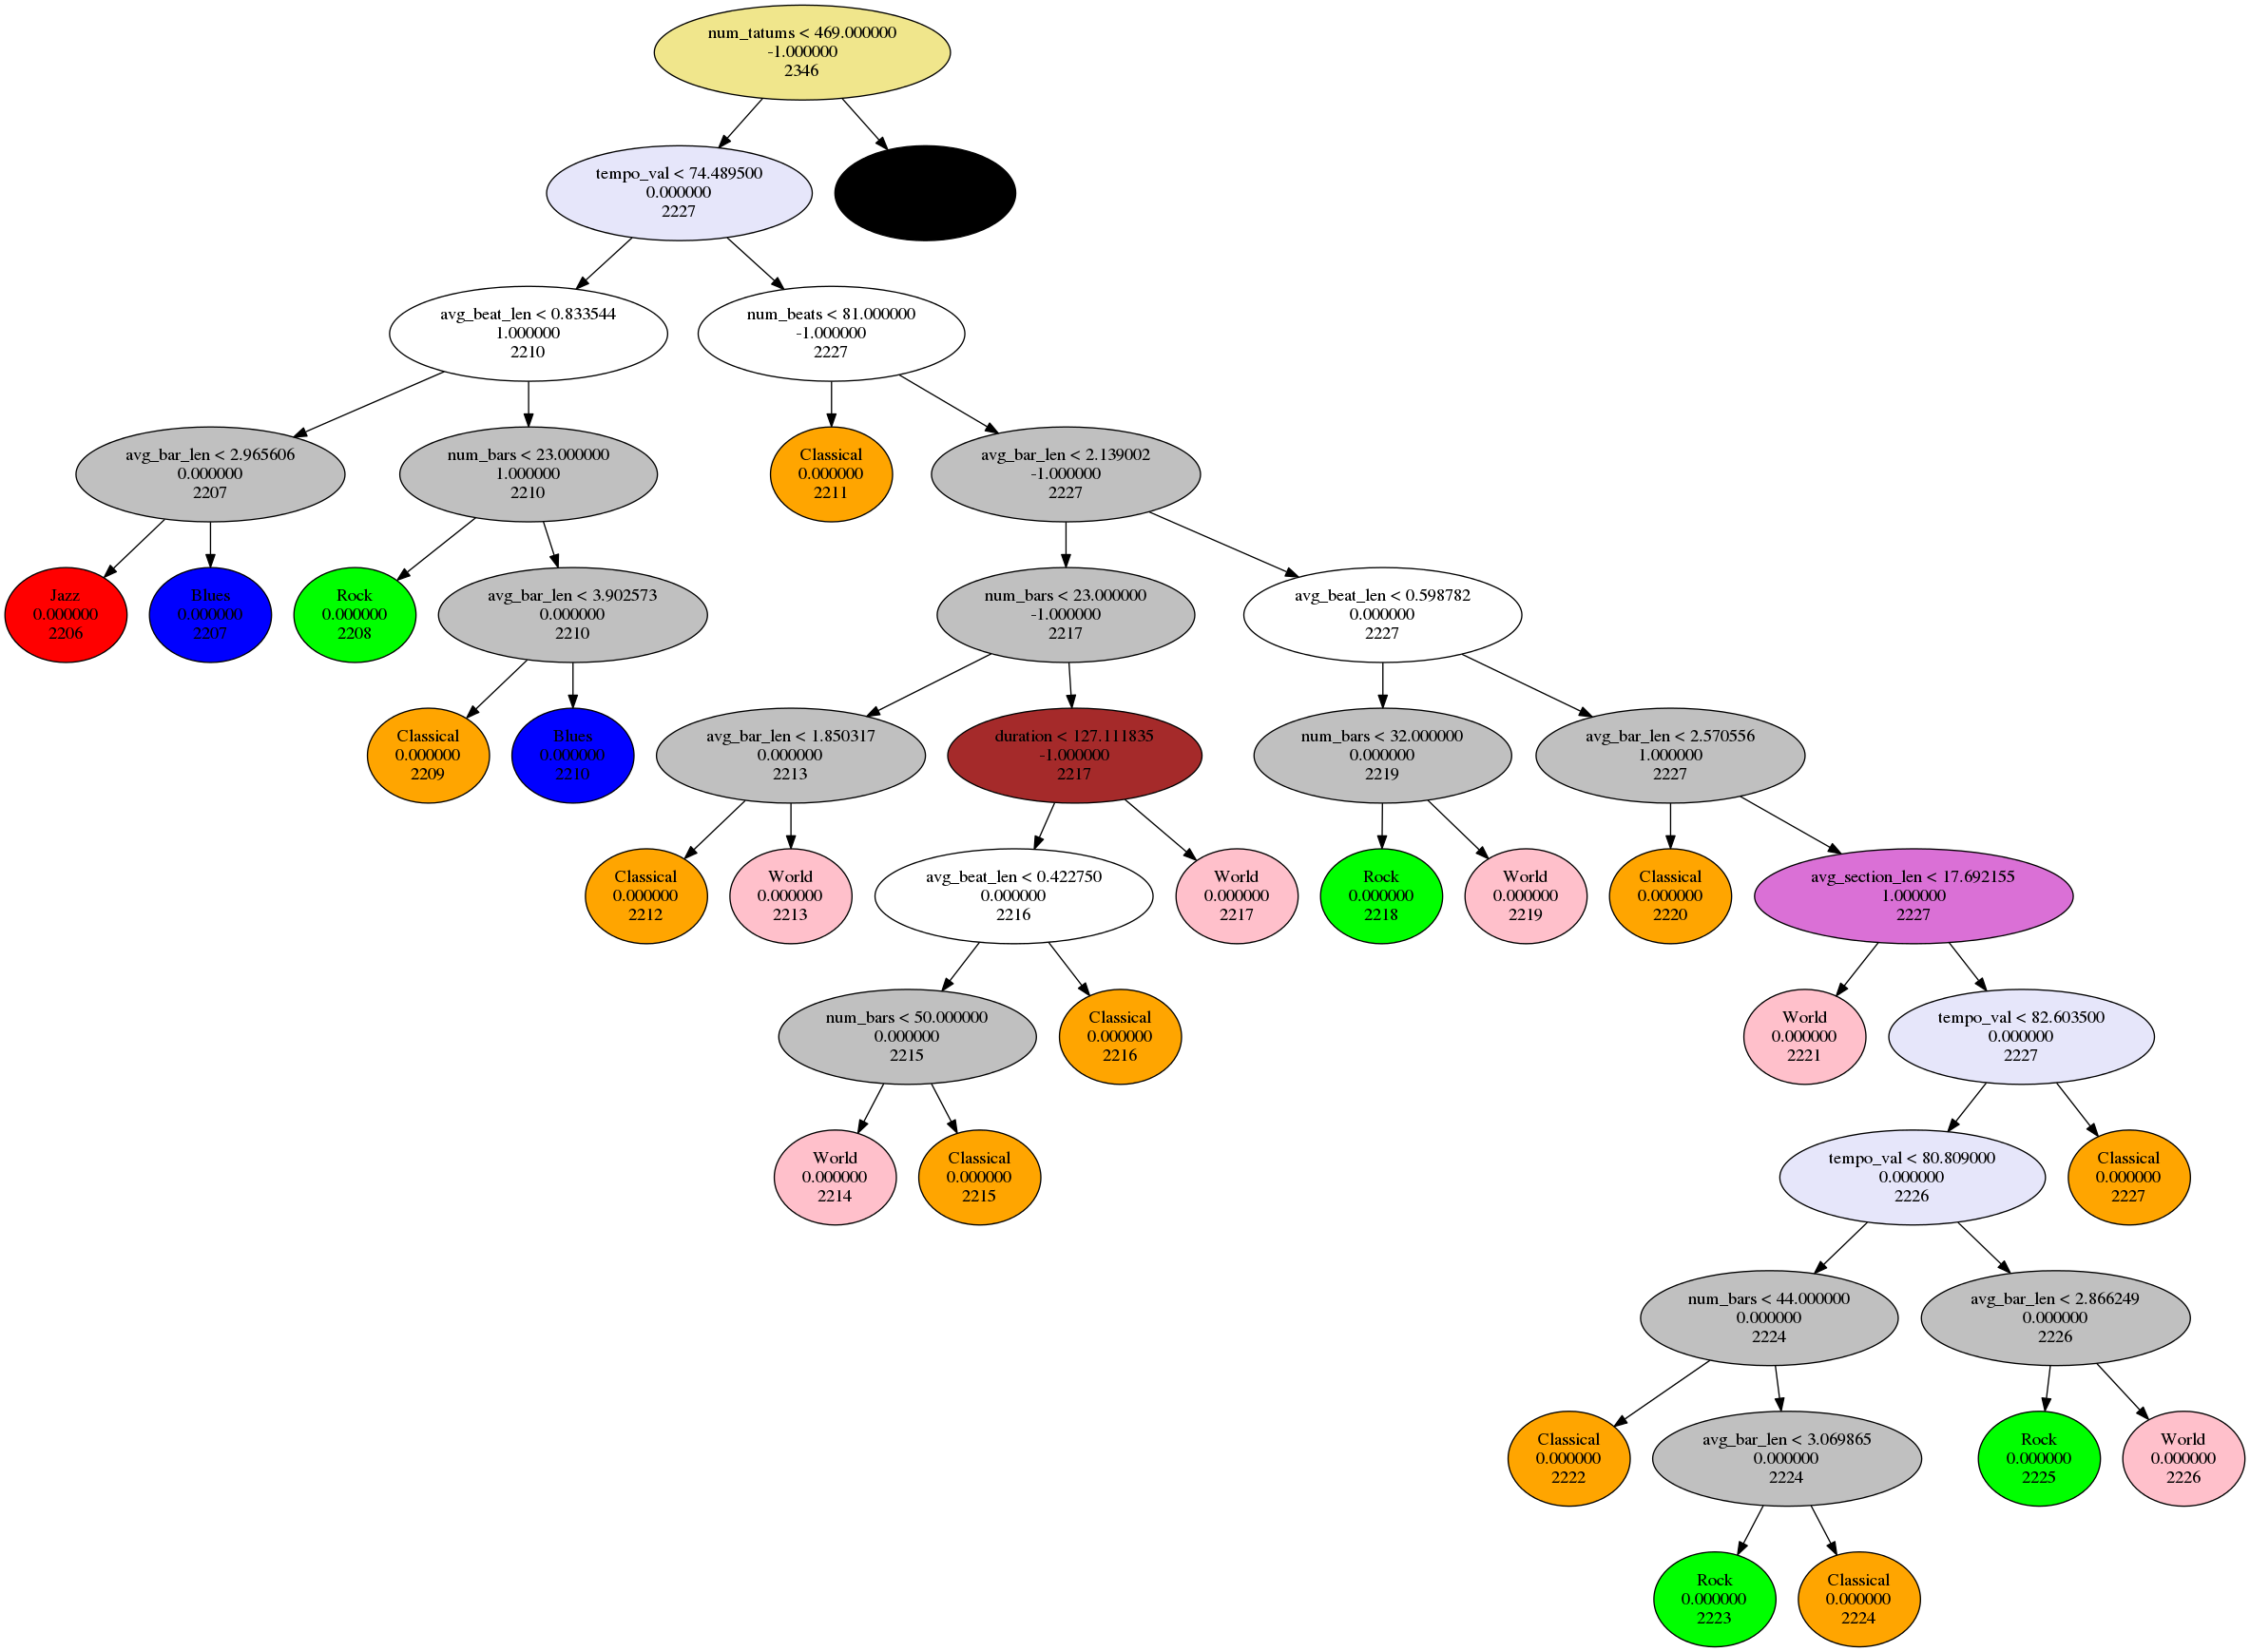 num_tatums < 469.000000
-1.000000
2346
tempo_val < 74.489500
0.000000
2227
avg_beat_len < 0.833544
1.000000
2210
num_beats < 81.000000
-1.000000
2227
avg_bar_len < 2.965606
0.000000
2207
num_bars < 23.000000
1.000000
2210
Classical
0.000000
2211
avg_bar_len < 2.139002
-1.000000
2227
Jazz
0.000000
2206
Blues
0.000000
2207
Rock
0.000000
2208
avg_bar_len < 3.902573
0.000000
2210
num_bars < 23.000000
-1.000000
2217
avg_beat_len < 0.598782
0.000000
2227
Classical
0.000000
2209
Blues
0.000000
2210
avg_bar_len < 1.850317
0.000000
2213
duration < 127.111835
-1.000000
2217
num_bars < 32.000000
0.000000
2219
avg_bar_len < 2.570556
1.000000
2227
Classical
0.000000
2212
World
0.000000
2213
avg_beat_len < 0.422750
0.000000
2216
World
0.000000
2217
Rock
0.000000
2218
World
0.000000
2219
Classical
0.000000
2220
avg_section_len < 17.692155
1.000000
2227
num_bars < 50.000000
0.000000
2215
Classical
0.000000
2216
World
0.000000
2221
tempo_val < 82.603500
0.000000
2227
World
0.000000
2214
Classical
0.000000
2215
tempo_val < 80.809000
0.000000
2226
Classical
0.000000
2227
num_bars < 44.000000
0.000000
2224
avg_bar_len < 2.866249
0.000000
2226
Classical
0.000000
2222
avg_bar_len < 3.069865
0.000000
2224
Rock
0.000000
2225
World
0.000000
2226
Rock
0.000000
2223
Classical
0.000000
2224